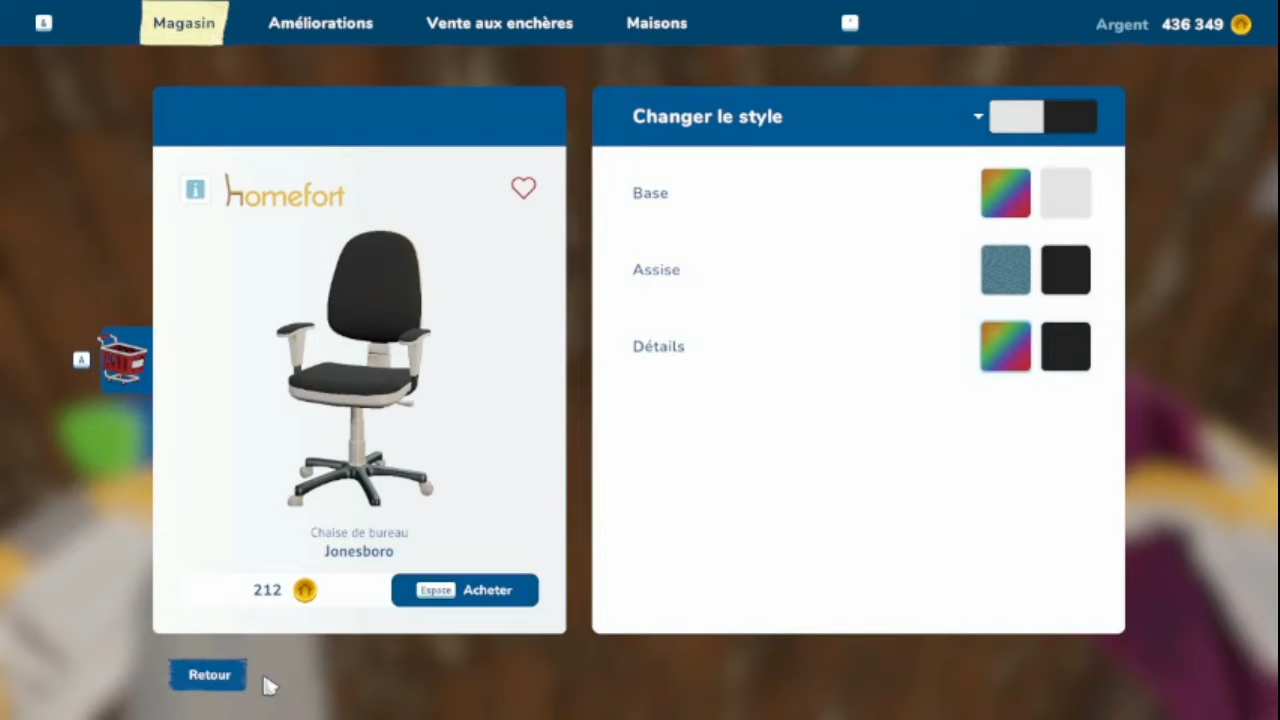 &
Magasin
Améliorations
Vente aux enchères
Maisons
Argent 436 349
homefort
Chaise de bureau
Jonesboro
212
Espace Acheter
Changer le style
Base
Assise
Détails
A
Retour